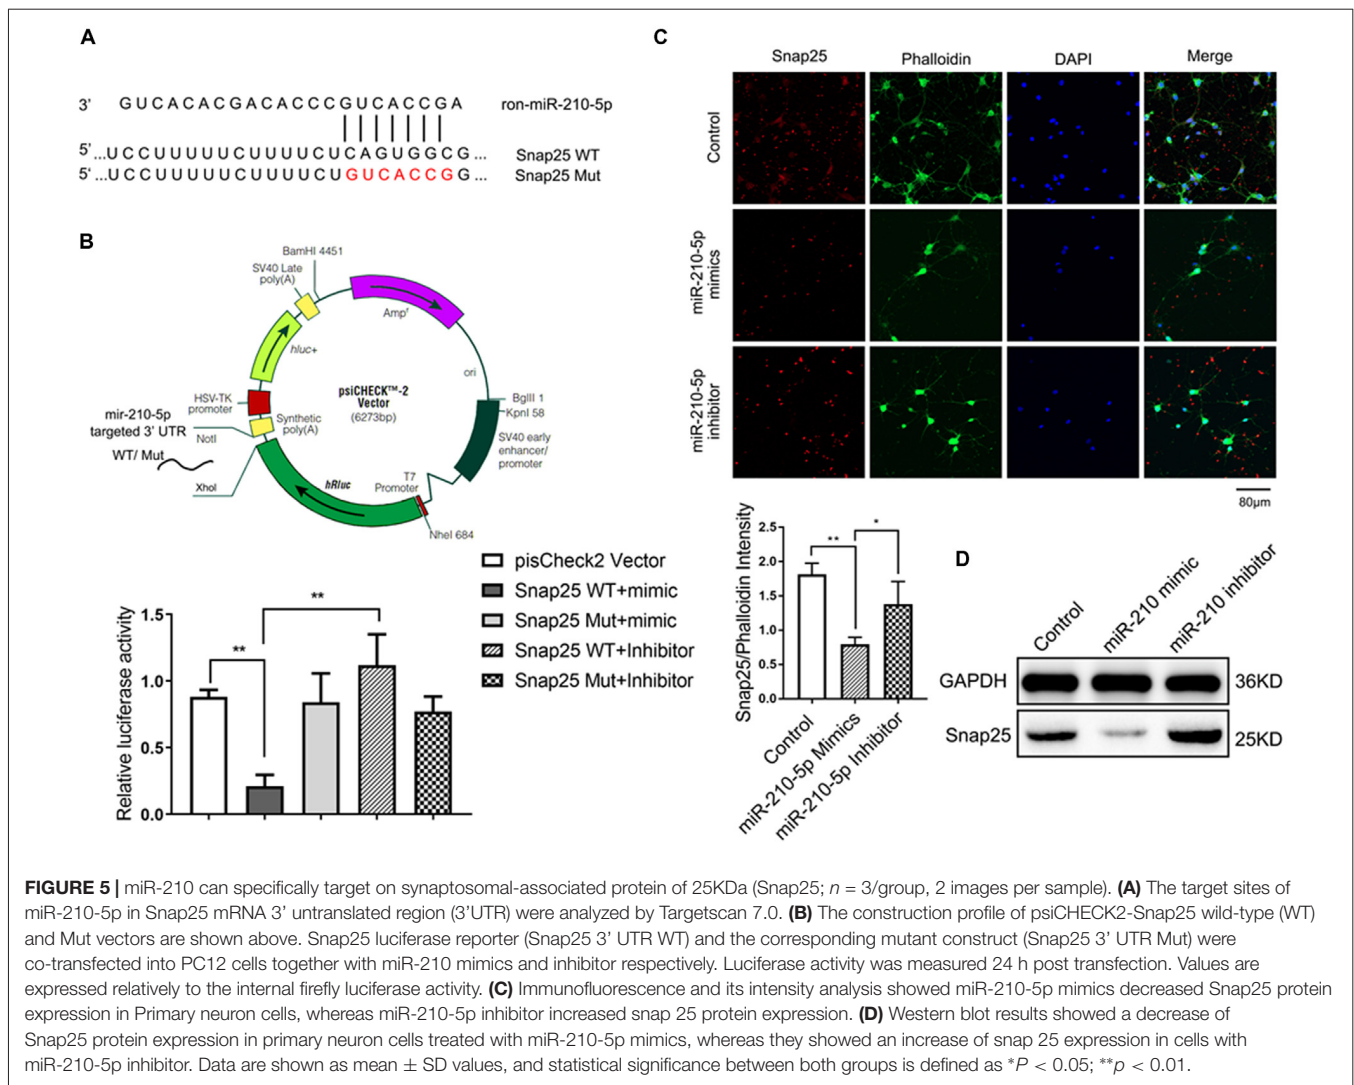 A
3' GUCACACGACACCCGUCACCGA ron-miR-210-5p
5' ...UCCUUUUUCUUUUCUCAGUGGCG... Snap25 WT
5' ...UCCUUUUUCUUUUCUGUCACCGG... Snap25 Mut
B
BamHI 4451
SV40 Late
poly(A)
Ampʳ
hluc+
ori
psiCHECK™-2
Vector
(6273bp)
HSV-TK
promoter
BglII 1
KpnI 58
mir-210-5p
targeted 3' UTR
WT/ Mut
NotI
Synthetic
poly(A)
SV40 early
enhancer/
promoter
XhoI
hRluc
T7
Promoter
NheI 684
pisCheck2 Vector
Snap25 WT+mimic
Snap25 Mut+mimic
Snap25 WT+Inhibitor
Snap25 Mut+Inhibitor
Relative luciferase activity
1.5
1.0
0.5
0.0
**
**
C
Snap25 Phalloidin DAPI Merge
Control
miR-210-5p
mimics
miR-210-5p
inhibitor
80μm
Snap25/Phalloidin Intensity
2.5
2.0
1.5
1.0
0.5
0.0
**
*
Control
miR-210-5p Mimics
miR-210-5p Inhibitor
D
Control
miR-210 mimic
miR-210 inhibitor
GAPDH 36KD
Snap25 25KD
FIGURE 5 | miR-210 can specifically target on synaptosomal-associated protein of 25KDa (Snap25; n = 3/group, 2 images per sample). (A) The target sites of
miR-210-5p in Snap25 mRNA 3' untranslated region (3'UTR) were analyzed by Targetscan 7.0. (B) The construction profile of psiCHECK2-Snap25 wild-type (WT)
and Mut vectors are shown above. Snap25 luciferase reporter (Snap25 3' UTR WT) and the corresponding mutant construct (Snap25 3' UTR Mut) were
co-transfected into PC12 cells together with miR-210 mimics and inhibitor respectively. Luciferase activity was measured 24 h post transfection. Values are
expressed relatively to the internal firefly luciferase activity. (C) Immunofluorescence and its intensity analysis showed miR-210-5p mimics decreased Snap25 protein
expression in Primary neuron cells, whereas miR-210-5p inhibitor increased snap 25 protein expression. (D) Western blot results showed a decrease of
Snap25 protein expression in primary neuron cells treated with miR-210-5p mimics, whereas they showed an increase of snap 25 expression in cells with
miR-210-5p inhibitor. Data are shown as mean ± SD values, and statistical significance between both groups is defined as *P < 0.05; **p < 0.01.